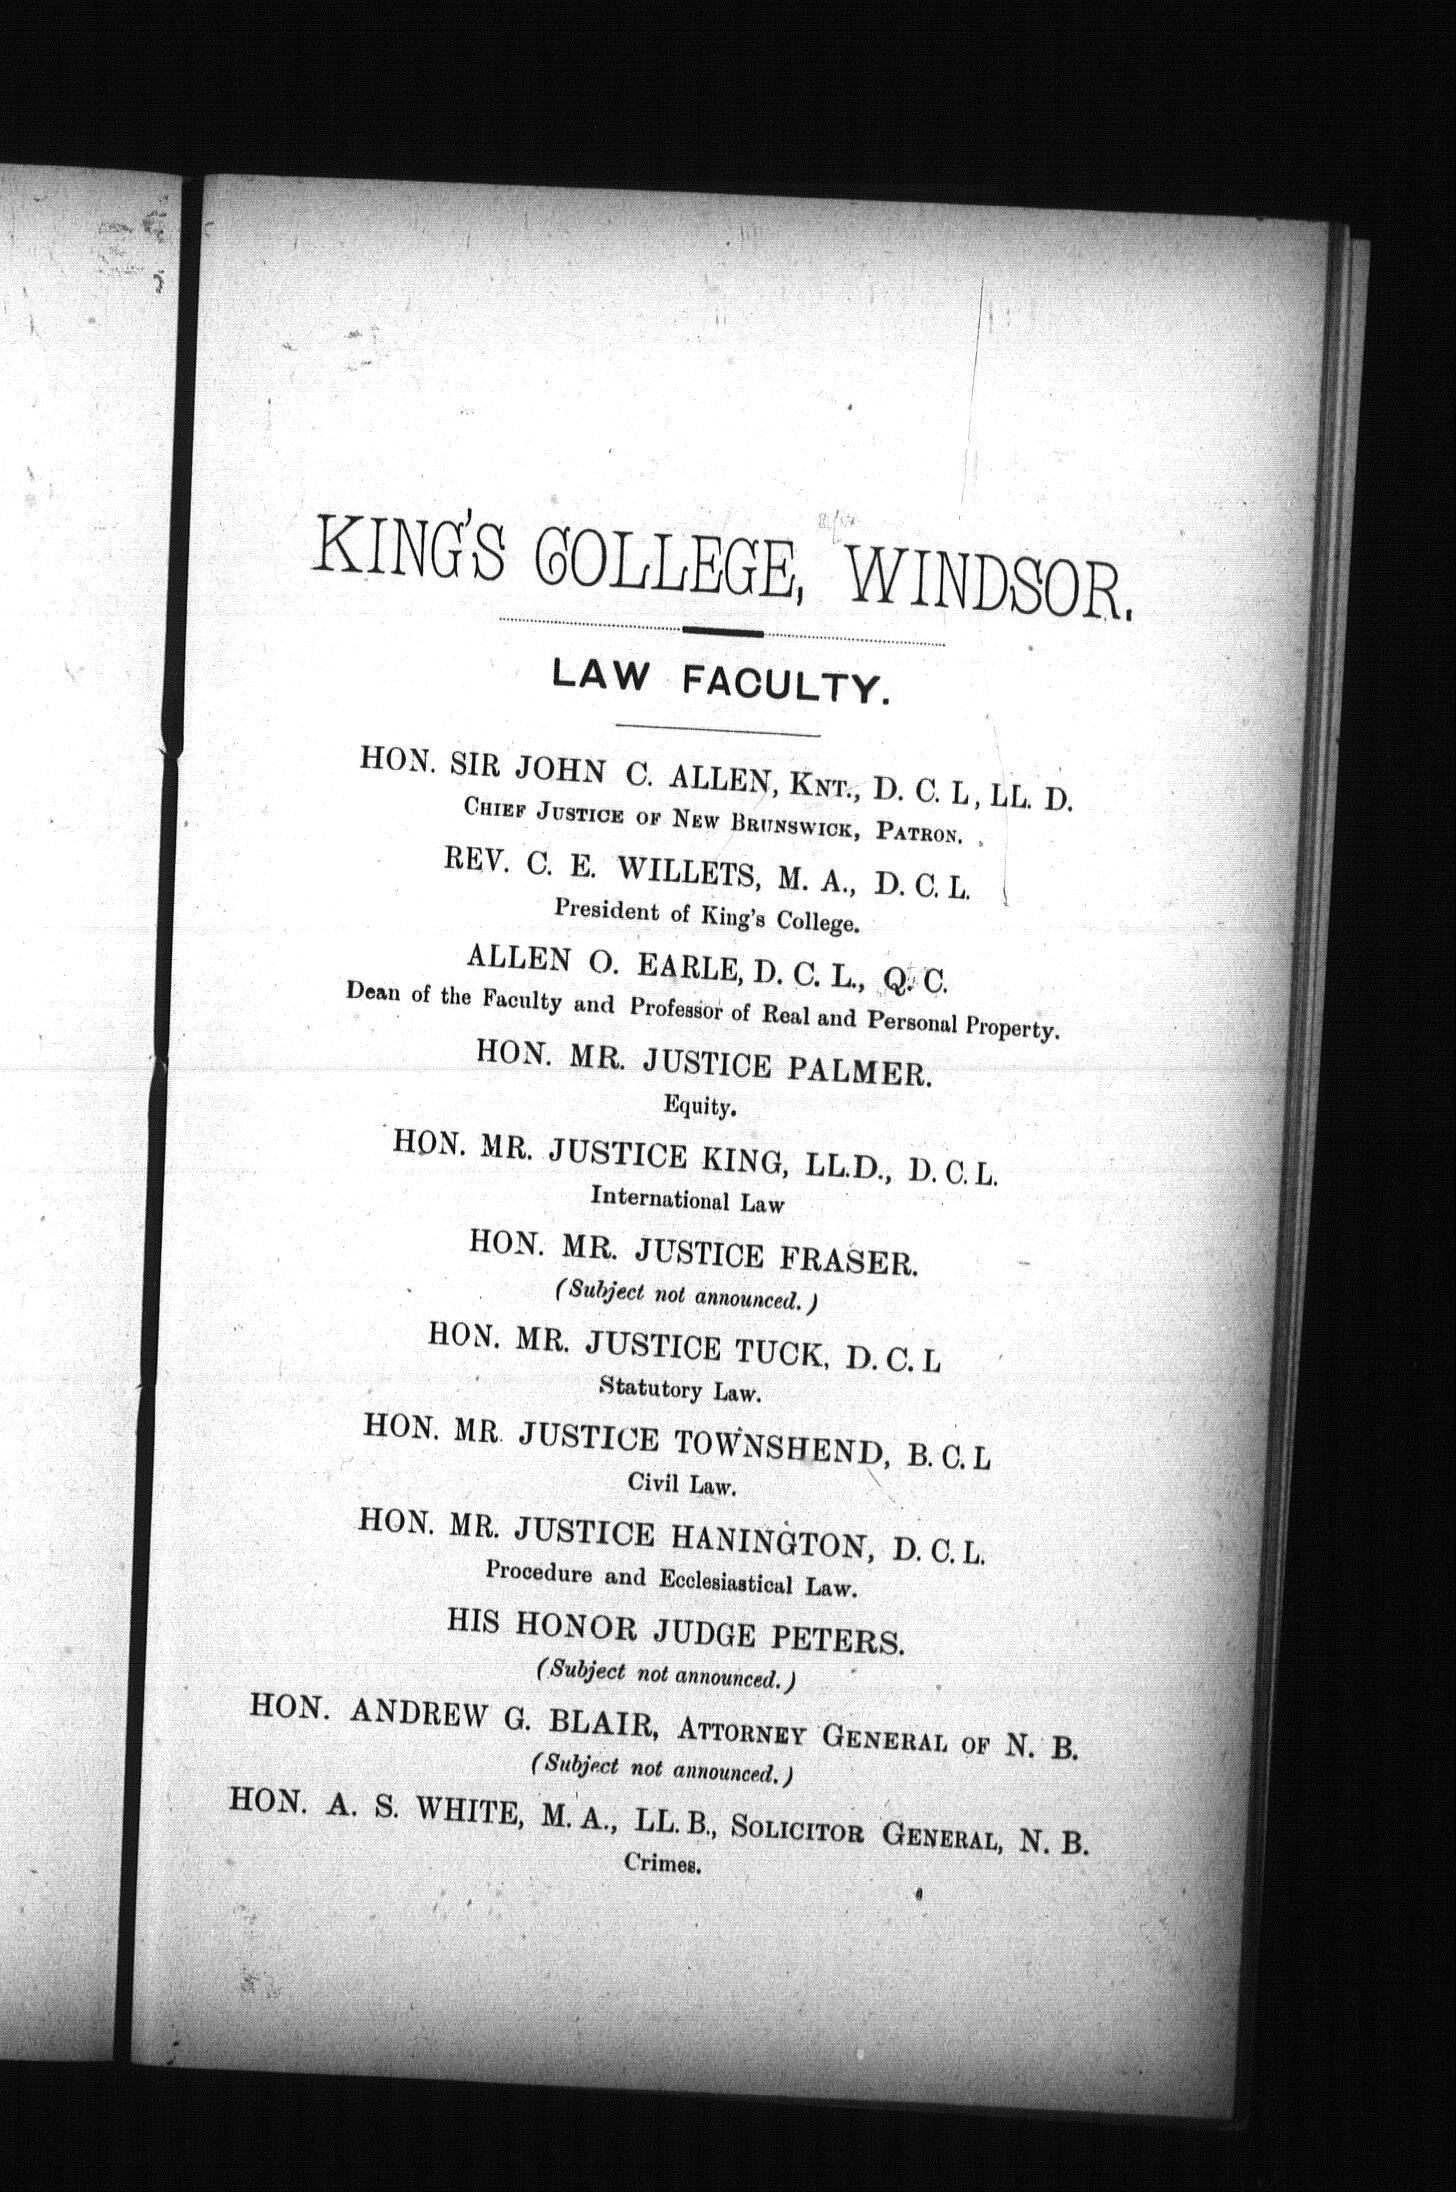 KING'S COLLEGE, WINDSOR.
LAW FACULTY.
HON. SIR JOHN C. ALLEN, KNT., D. C. L, LL. D.
CHIEF JUSTICE OF NEW BRUNSWICK, PATRON.
REV. C. E. WILLETS, M. A., D. C. L.
President of King's College.
ALLEN O. EARLE, D. C. L., Q. C.
Dean of the Faculty and Professor of Real and Personal Property.
HON. MR. JUSTICE PALMER.
Equity.
HON. MR. JUSTICE KING, LL.D., D. C. L.
International Law
HON. MR. JUSTICE FRASER.
(Subject not announced.)
HON. MR. JUSTICE TUCK, D. C. L
Statutory Law.
HON. MR. JUSTICE TOWNSHEND, B. C. L
Civil Law.
HON. MR. JUSTICE HANINGTON, D. C. L.
Procedure and Ecclesiastical Law.
HIS HONOR JUDGE PETERS.
(Subject not announced.)
HON. ANDREW G. BLAIR, ATTORNEY GENERAL OF N. B.
(Subject not announced.)
HON. A. S. WHITE, M. A., LL. B., SOLICITOR GENERAL, N. B.
Crimes.